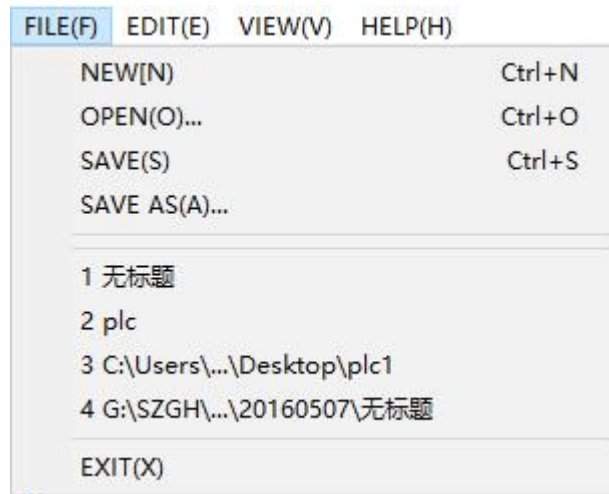 FILE(F) EDIT(E) VIEW(V) HELP(H)
NEW[N) Ctrl+N
OPEN(O)... Ctrl+O
SAVE(S) Ctrl+S
SAVE AS(A)...
1 无标题
2 plc
3 C:\Users\...\Desktop\plc1
4 G:\SZGH\...\20160507\无标题
EXIT(X)